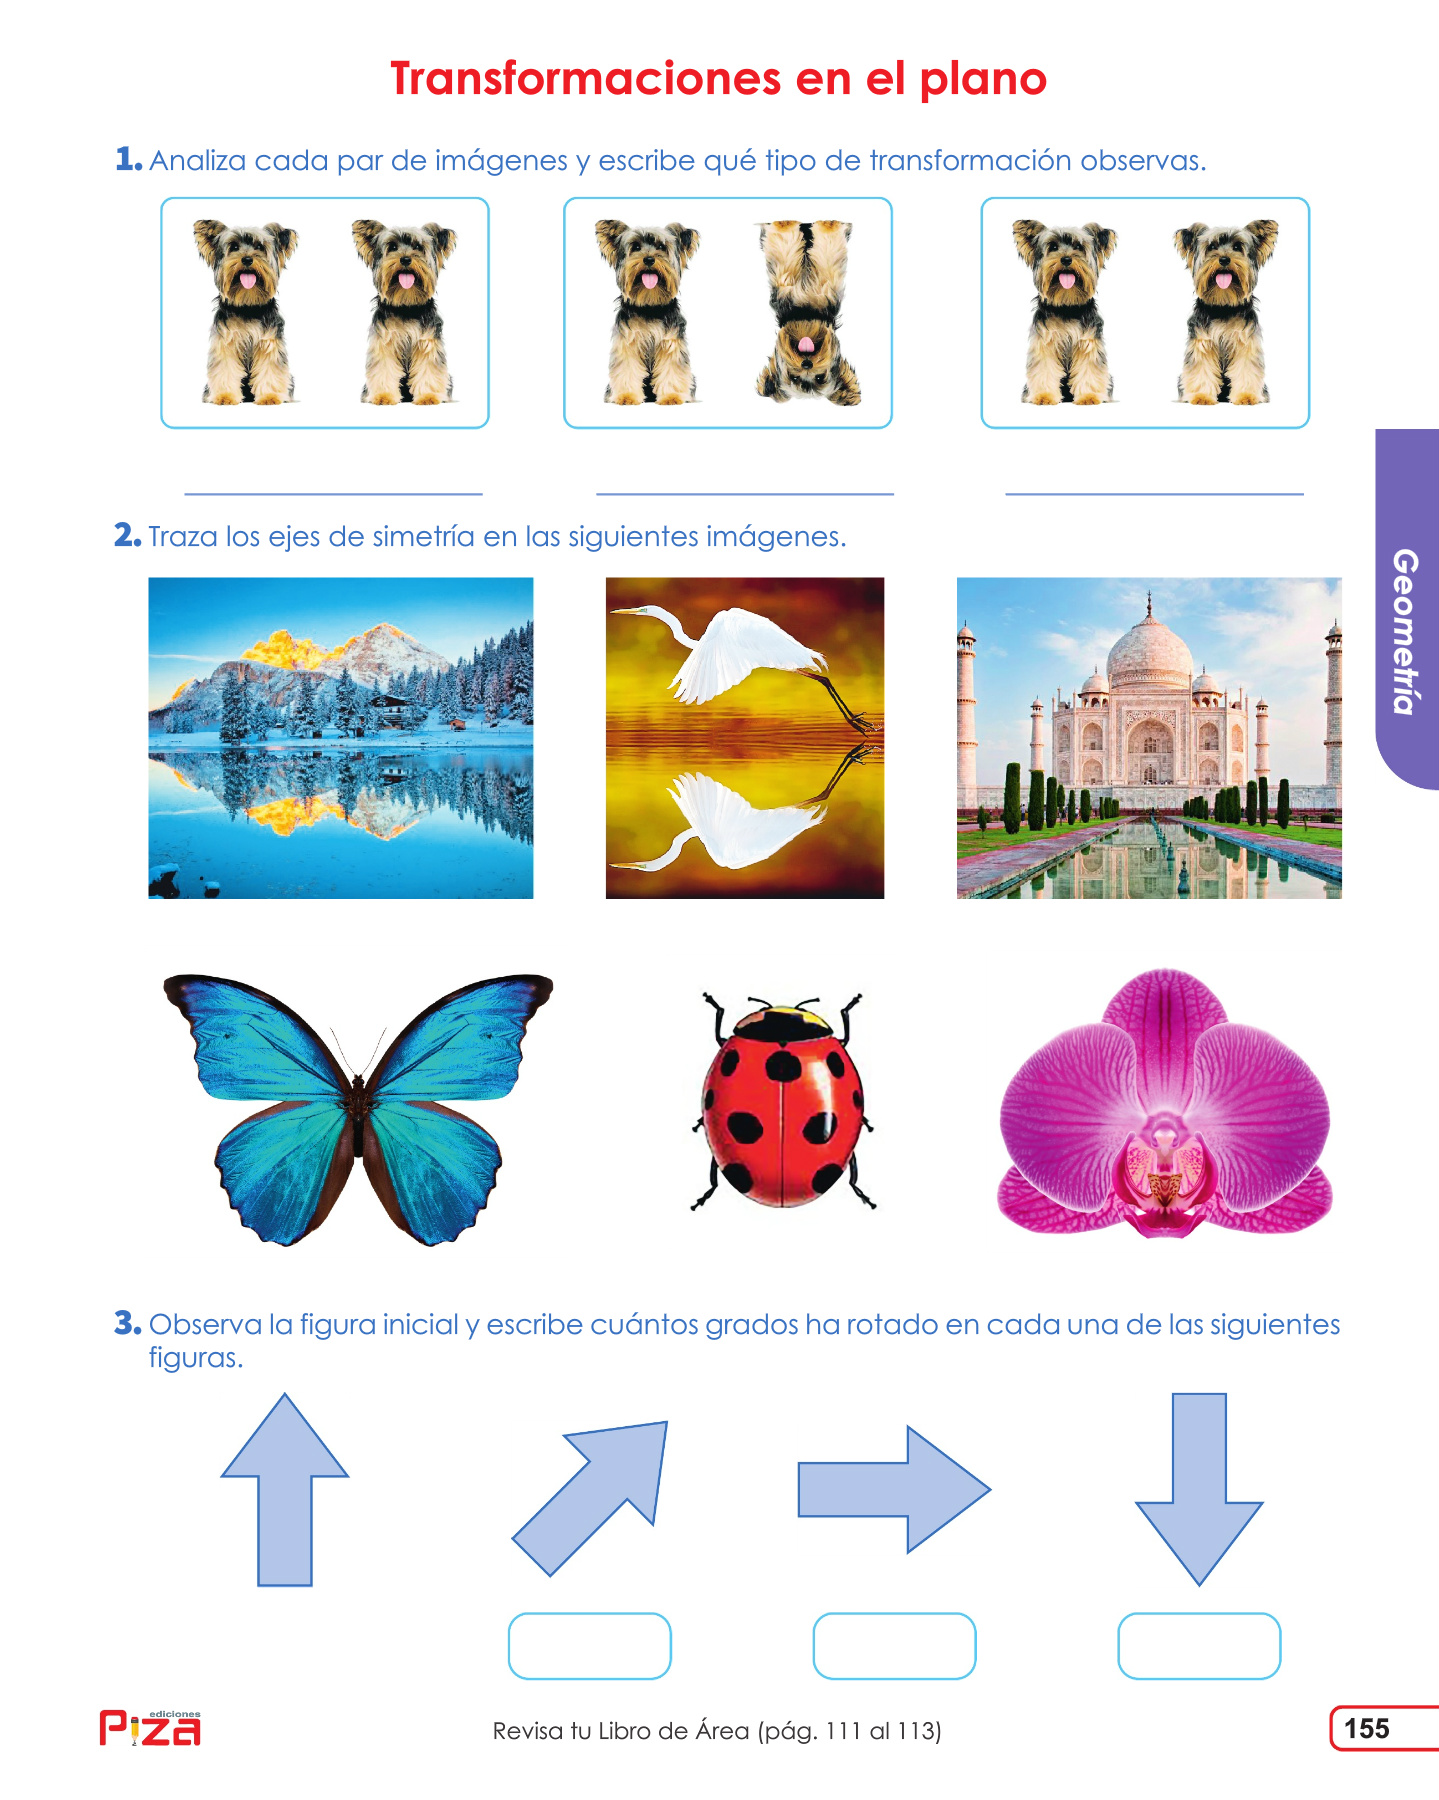 Transformaciones en el plano
1. Analiza cada par de imágenes y escribe qué tipo de transformación observas.
2. Traza los ejes de simetría en las siguientes imágenes.
Geometría
3. Observa la figura inicial y escribe cuántos grados ha rotado en cada una de las siguientes
figuras.
ediciones
Piza
Revisa tu Libro de Área (pág. 111 al 113)
155